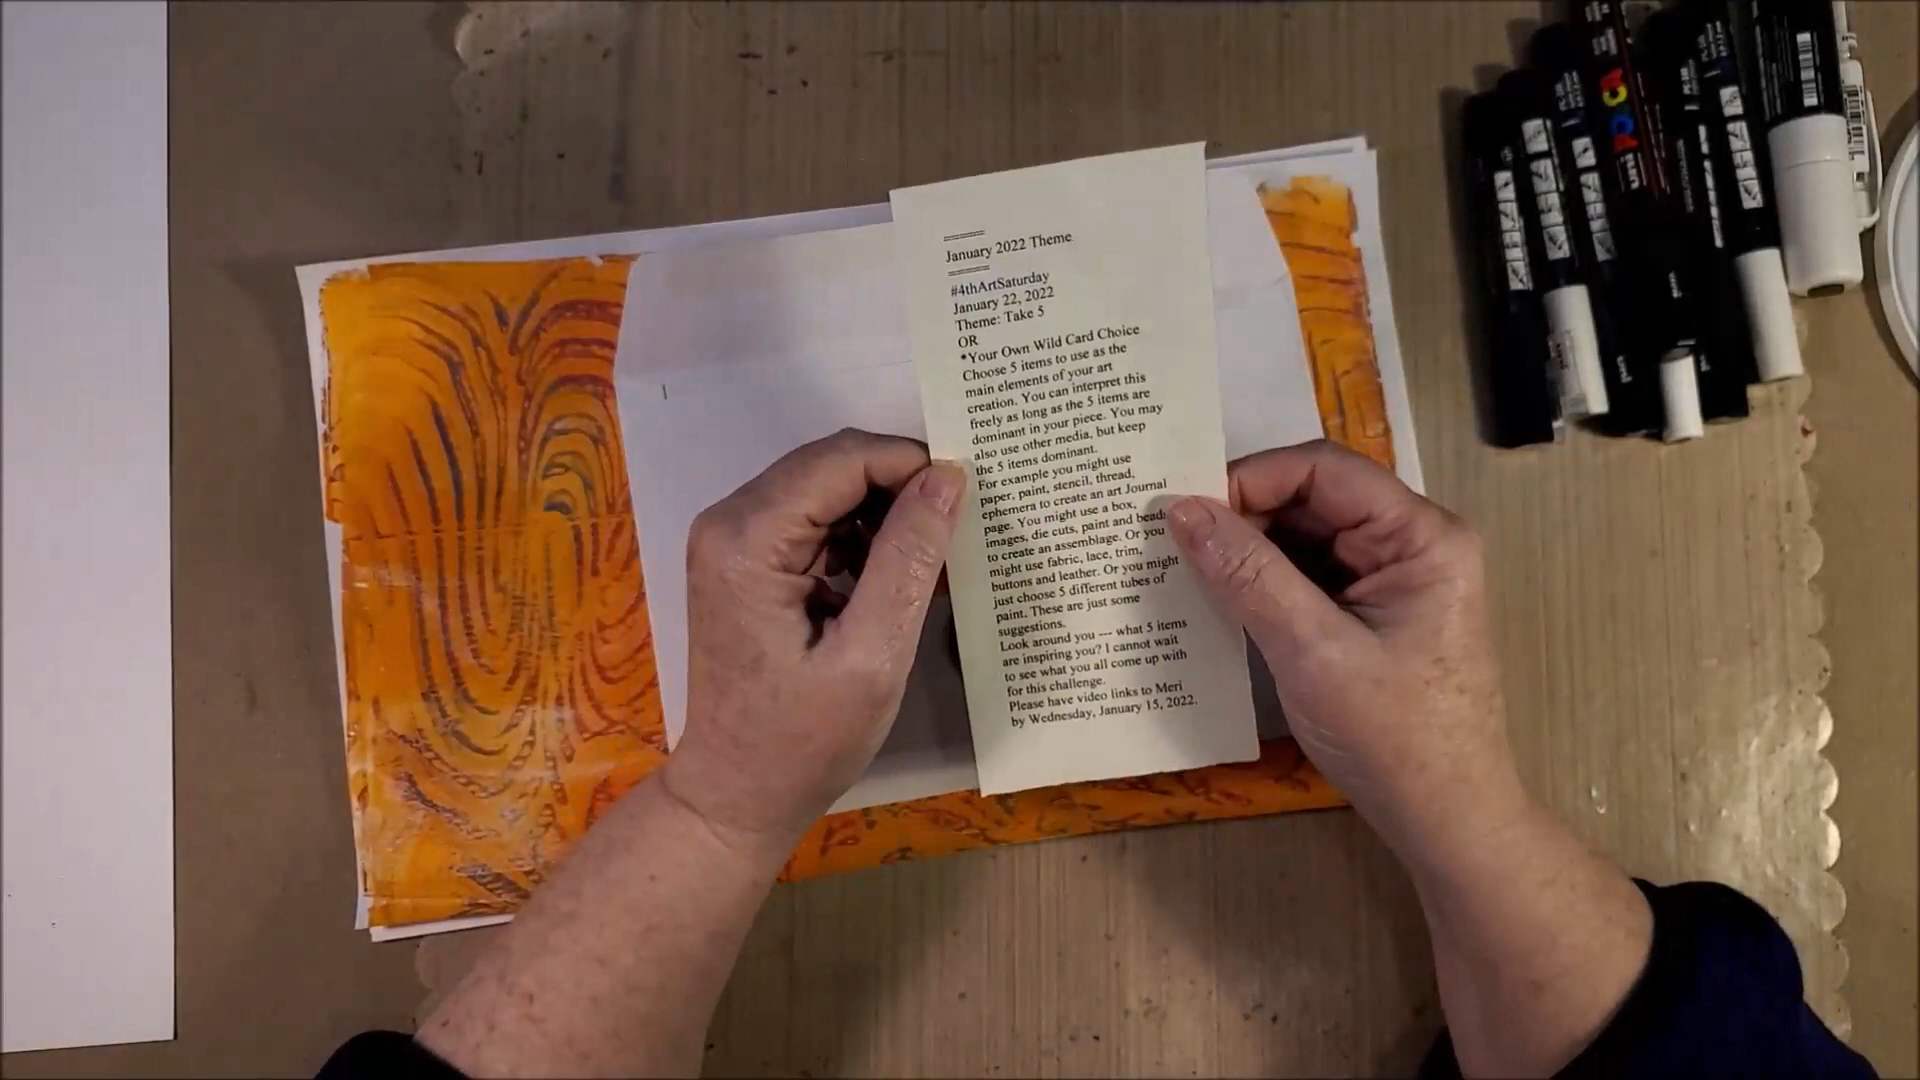 January 2022 Theme
#4thArtSaturday
January 22, 2022
Theme: Take 5
OR
*Your Own Wild Card Choice
Choose 5 items to use as the
main elements of your art
creation. You can interpret this
freely as long as the 5 items are
dominant in your piece. You may
also use other media, but keep
the 5 items dominant.
For example you might use
paper, paint, stencil, thread,
ephemera to create an art Journal
page. You might use a box,
images, die cuts, paint and beads
to create an assemblage. Or you
might use fabric, lace, trim,
buttons and leather. Or you might
just choose 5 different tubes of
paint. These are just some
suggestions.
Look around you --- what 5 items
are inspiring you? I cannot wait
to see what you all come up with
for this challenge.
Please have video links to Meri
by Wednesday, January 15, 2022.
uni POSCA